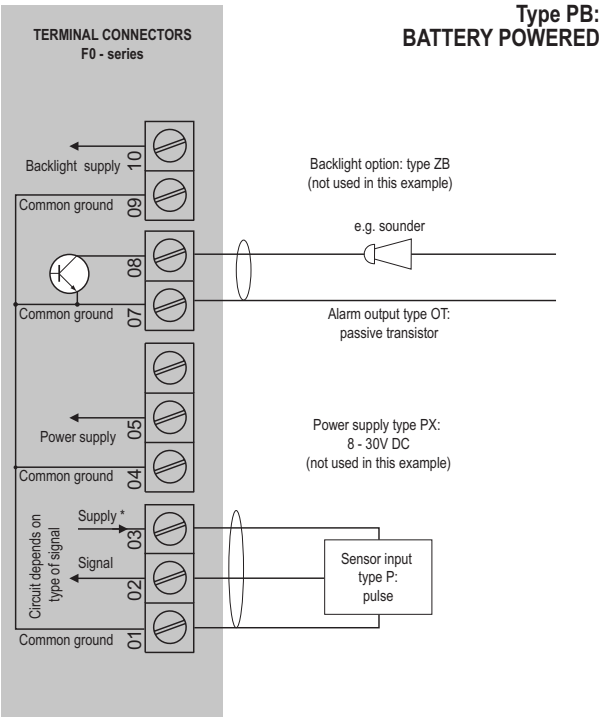 Type PB:
BATTERY POWERED
TERMINAL CONNECTORS
F0 - series
10
Backlight supply
Backlight option: type ZB
(not used in this example)
09
Common ground
e.g. sounder
08
07
Common ground
Alarm output type OT:
passive transistor
05
Power supply
Power supply type PX:
8 - 30V DC
(not used in this example)
04
Common ground
Supply *
03
Circuit depends on
type of signal
Signal
02
Sensor input
type P:
pulse
01
Common ground